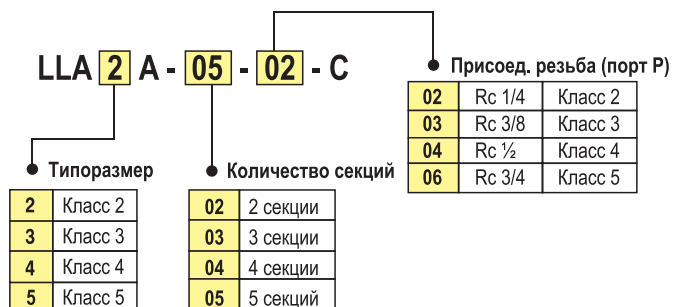 LLA 2 A - 05 - 02 - C
Присоед. резьба (порт P)
02 Rc 1/4 Класс 2
03 Rc 3/8 Класс 3
04 Rc ½ Класс 4
06 Rc 3/4 Класс 5
Типоразмер
2 Класс 2
3 Класс 3
4 Класс 4
5 Класс 5
Количество секций
02 2 секции
03 3 секции
04 4 секции
05 5 секций